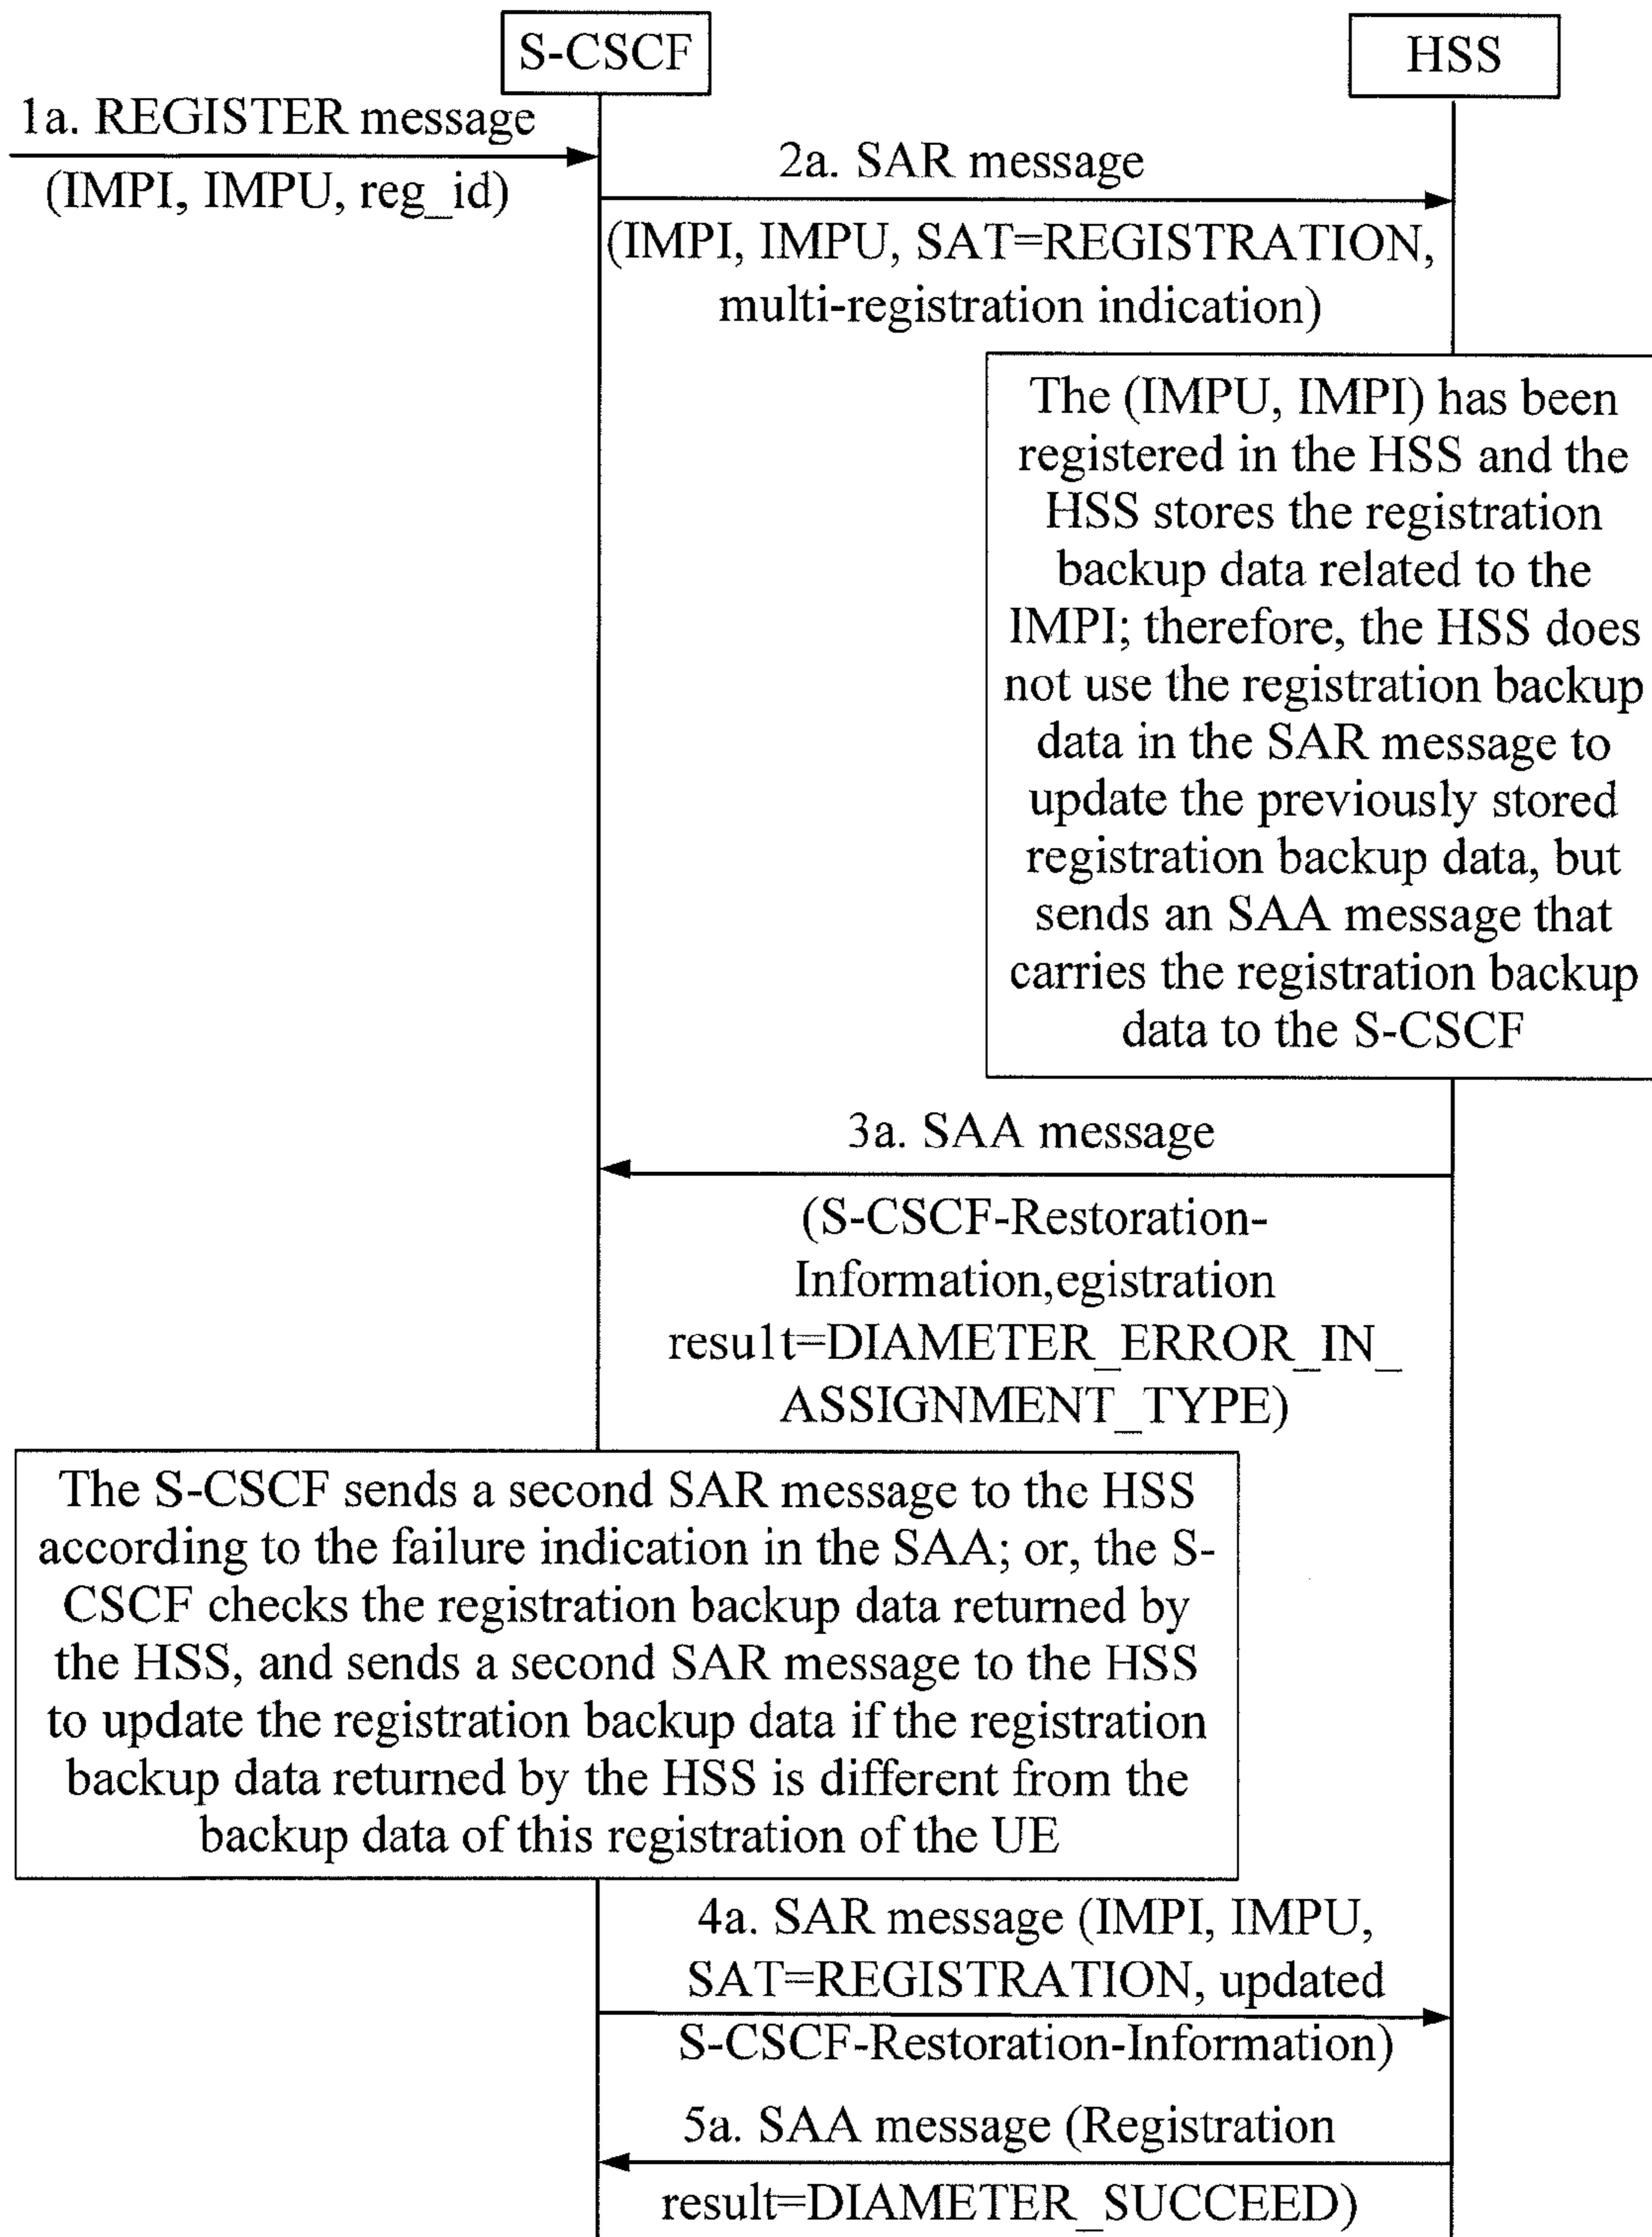 S-CSCF
HSS
1a. REGISTER message
(IMPI, IMPU, reg_id)
2a. SAR message
(IMPI, IMPU, SAT=REGISTRATION,
multi-registration indication)
The (IMPU, IMPI) has been
registered in the HSS and the
HSS stores the registration
backup data related to the
IMPI; therefore, the HSS does
not use the registration backup
data in the SAR message to
update the previously stored
registration backup data, but
sends an SAA message that
carries the registration backup
data to the S-CSCF
3a. SAA message
(S-CSCF-Restoration-
Information,egistration
result=DIAMETER_ERROR_IN_
ASSIGNMENT_TYPE)
The S-CSCF sends a second SAR message to the HSS
according to the failure indication in the SAA; or, the S-
CSCF checks the registration backup data returned by
the HSS, and sends a second SAR message to the HSS
to update the registration backup data if the registration
backup data returned by the HSS is different from the
backup data of this registration of the UE
4a. SAR message (IMPI, IMPU,
SAT=REGISTRATION, updated
S-CSCF-Restoration-Information)
5a. SAA message (Registration
result=DIAMETER_SUCCEED)